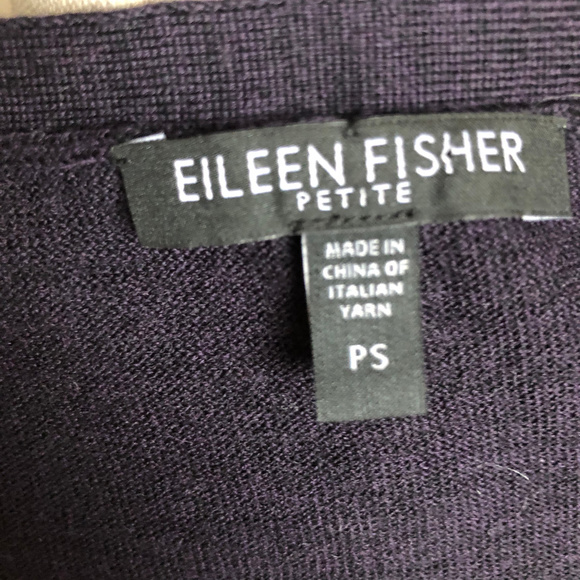 EILEEN FISHER
PETITE
MADE IN
CHINA OF
ITALIAN
YARN
PS